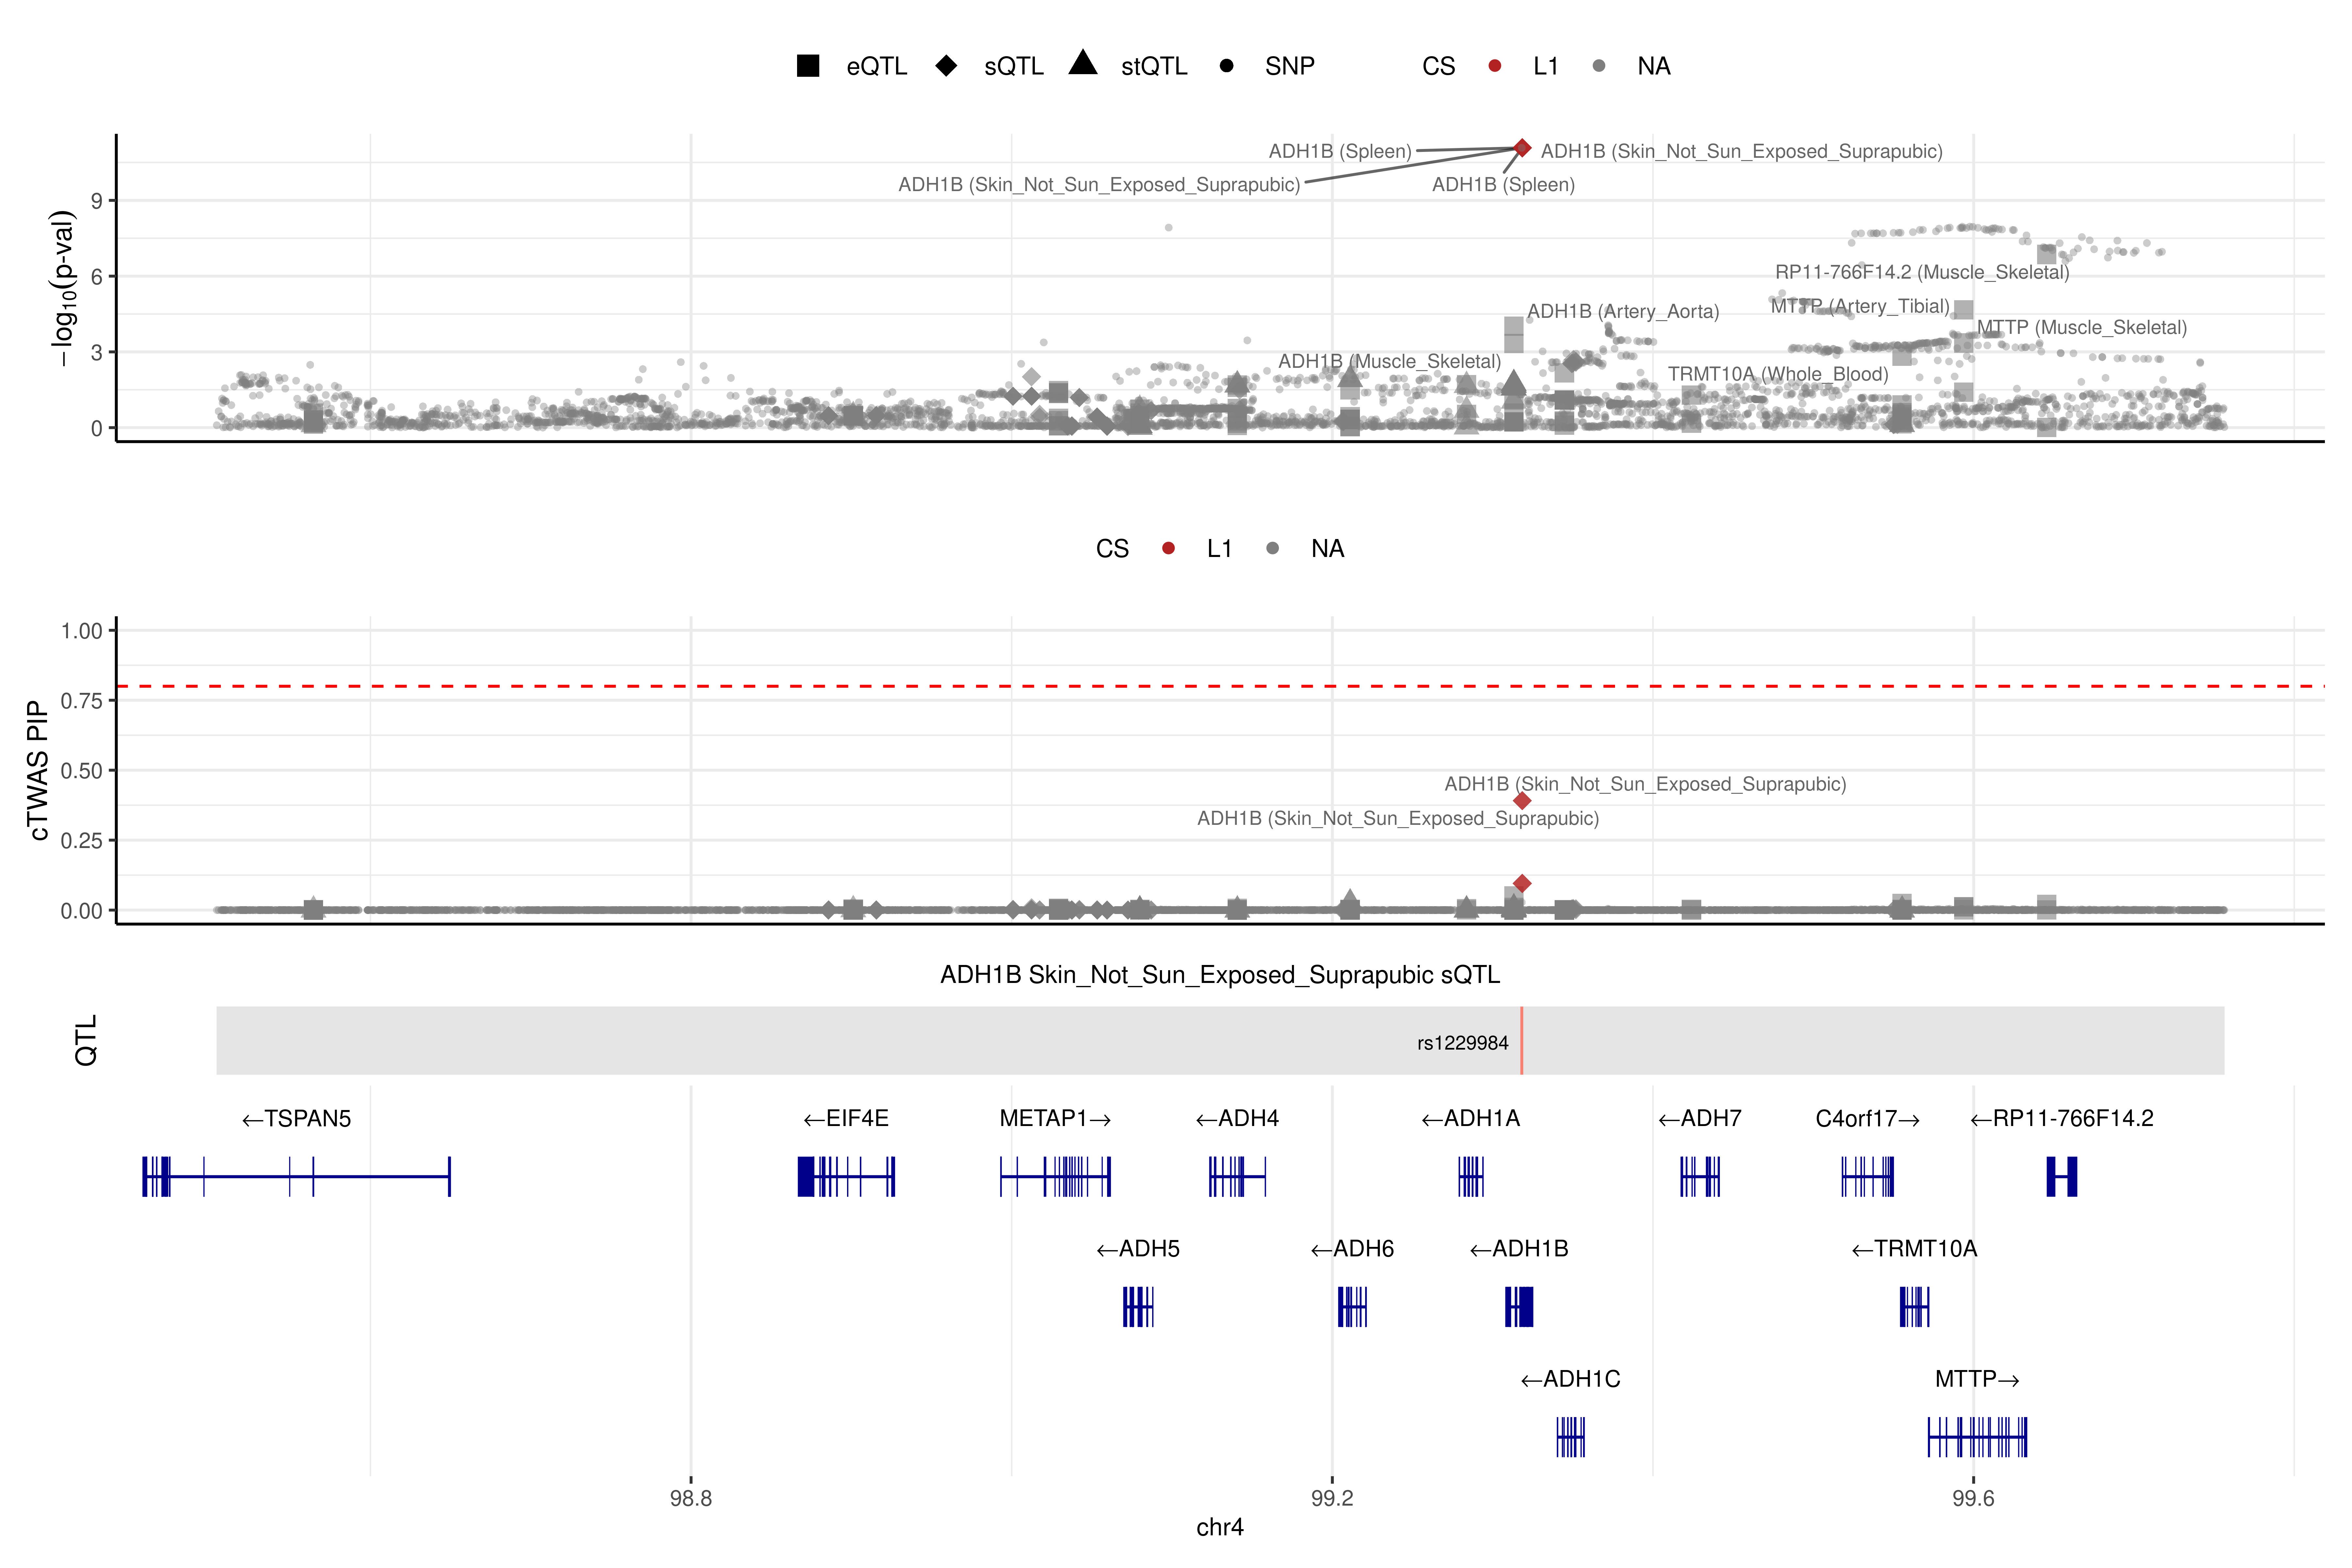 eQTL sQTL stQTL SNP CS L1 NA
ADH1B (Spleen) ADH1B (Skin_Not_Sun_Exposed_Suprapubic)
ADH1B (Skin_Not_Sun_Exposed_Suprapubic) ADH1B (Spleen)
9
RP11-766F14.2 (Muscle_Skeletal)
6
MTTP (Artery_Tibial)
ADH1B (Artery_Aorta)
MTTP (Muscle_Skeletal)
3
ADH1B (Muscle_Skeletal)
TRMT10A (Whole_Blood)
0
−log10(p-val)
CS L1 NA
1.00
0.75
0.50
ADH1B (Skin_Not_Sun_Exposed_Suprapubic)
ADH1B (Skin_Not_Sun_Exposed_Suprapubic)
0.25
0.00
cTWAS PIP
ADH1B Skin_Not_Sun_Exposed_Suprapubic sQTL
QTL
rs1229984
←TSPAN5 ←EIF4E METAP1→ ←ADH4 ←ADH1A ←ADH7 C4orf17→ ←RP11-766F14.2
←ADH5 ←ADH6 ←ADH1B ←TRMT10A
←ADH1C MTTP→
98.8 99.2 99.6
chr4